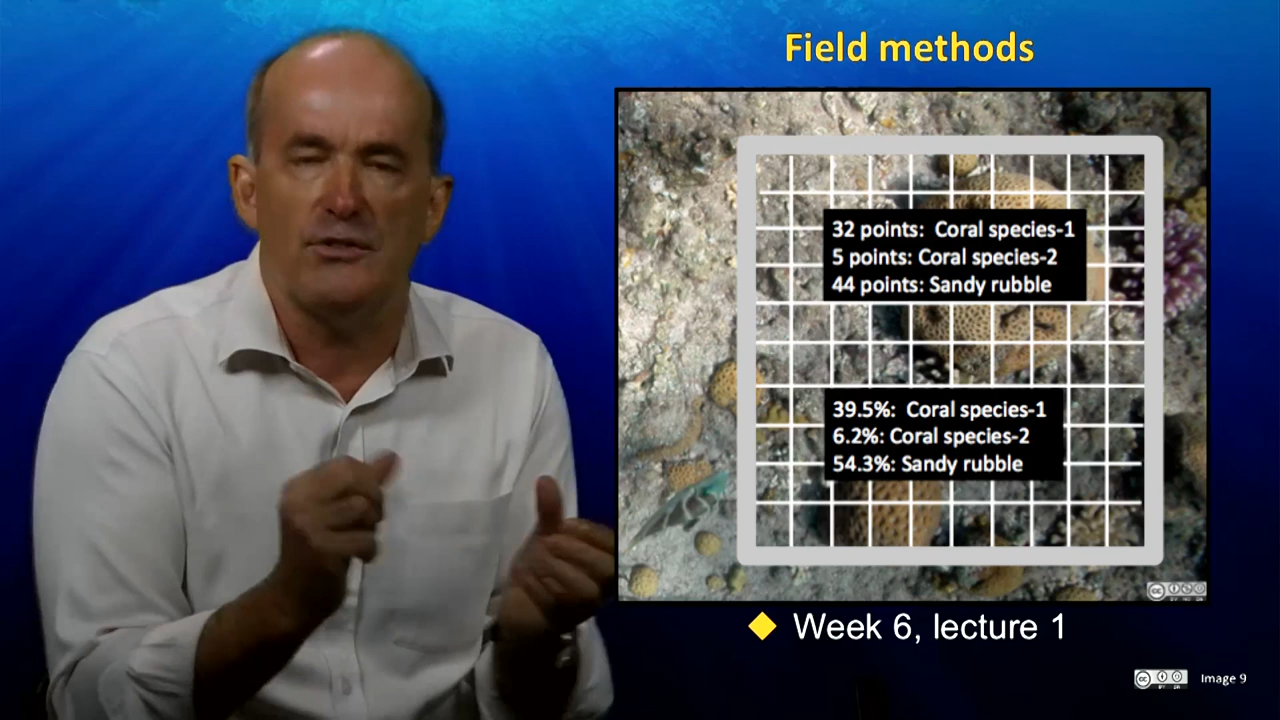 Field methods
32 points: Coral species-1
5 points: Coral species-2
44 points: Sandy rubble
39.5%: Coral species-1
6.2%: Coral species-2
54.3%: Sandy rubble
Week 6, lecture 1
Image 9